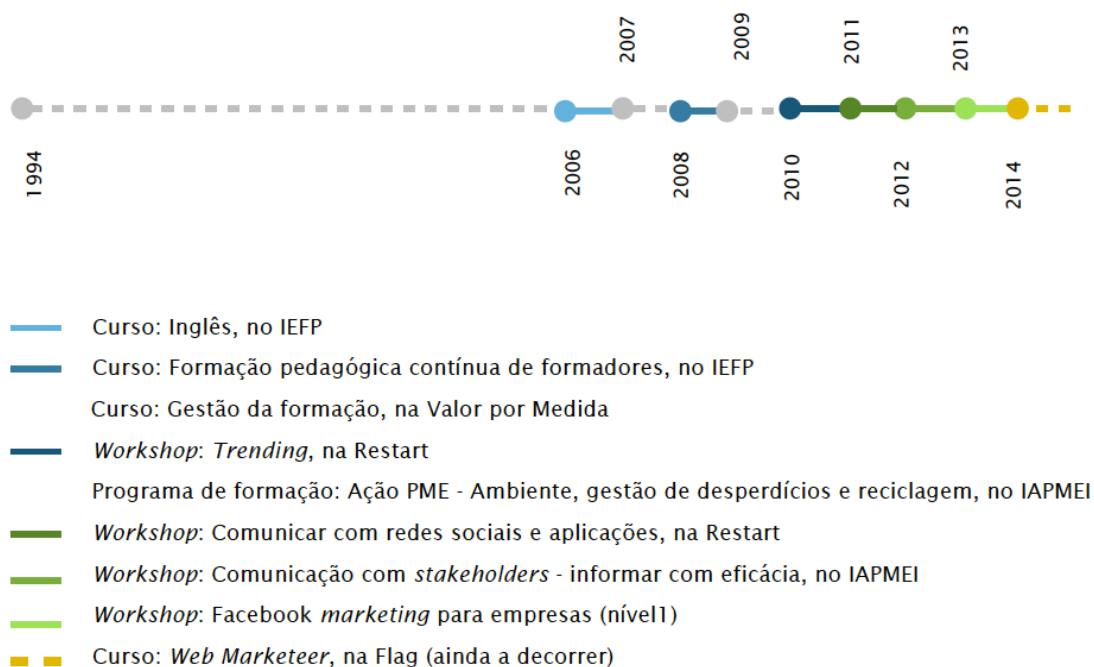 2007
2009
2011
2013
1994
2006
2008
2010
2012
2014
Curso: Inglês, no IEFP
Curso: Formação pedagógica contínua de formadores, no IEFP
Curso: Gestão da formação, na Valor por Medida
Workshop: Trending, na Restart
Programa de formação: Ação PME - Ambiente, gestão de desperdícios e reciclagem, no IAPMEI
Workshop: Comunicar com redes sociais e aplicações, na Restart
Workshop: Comunicação com stakeholders - informar com eficácia, no IAPMEI
Workshop: Facebook marketing para empresas (nível1)
Curso: Web Marketeer, na Flag (ainda a decorrer)